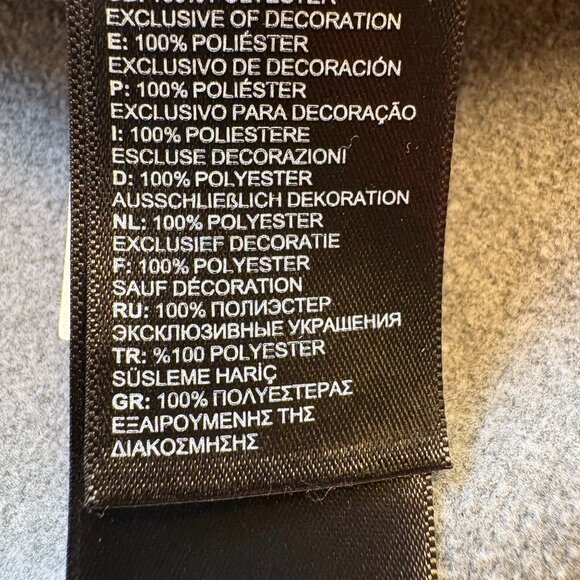 100% POLYESTER
EXCLUSIVE OF DECORATION
E: 100% POLIÉSTER
EXCLUSIVO DE DECORACIÓN
P: 100% POLIÉSTER
EXCLUSIVO PARA DECORAÇÃO
I: 100% POLIESTERE
ESCLUSE DECORAZIONI
D: 100% POLYESTER
AUSSCHLIEßLICH DEKORATION
NL: 100% POLYESTER
EXCLUSIEF DECORATIE
F: 100% POLYESTER
SAUF DÉCORATION
RU: 100% ПОЛИЭСТЕР
ЭКСКЛЮЗИВНЫЕ УКРАШЕНИЯ
TR: %100 POLYESTER
SÜSLEME HARİÇ
GR: 100% ΠΟΛΥΕΣΤΕΡΑΣ
ΕΞΑΙΡΟΥΜΕΝΗΣ ΤΗΣ
ΔΙΑΚΟΣΜΗΣΗΣ